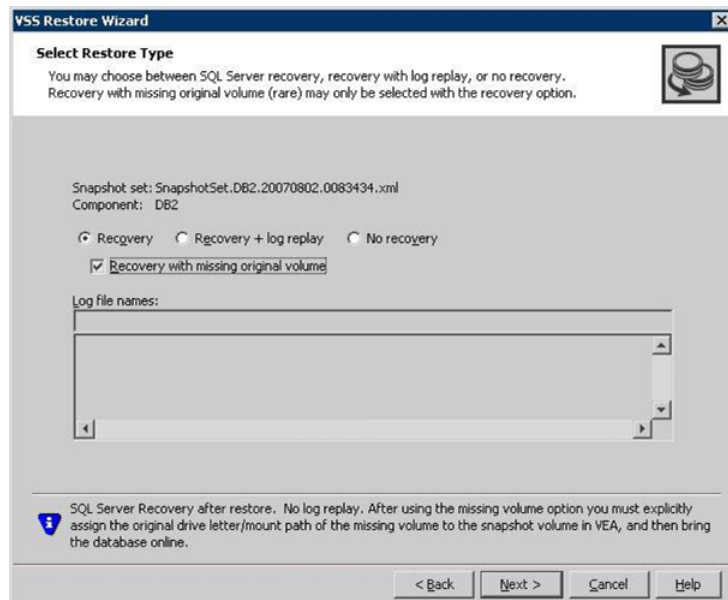 VSS Restore Wizard
Select Restore Type
You may choose between SQL Server recovery, recovery with log replay, or no recovery.
Recovery with missing original volume (rare) may only be selected with the recovery option.
Snapshot set: SnapshotSet.DB2.20070802.0083434.xml
Component: DB2
Recovery Recovery + log replay No recovery
Recovery with missing original volume
Log file names:
SQL Server Recovery after restore. No log replay. After using the missing volume option you must explicitly
assign the original drive letter/mount path of the missing volume to the snapshot volume in VEA, and then bring
the database online.
< Back Next > Cancel Help